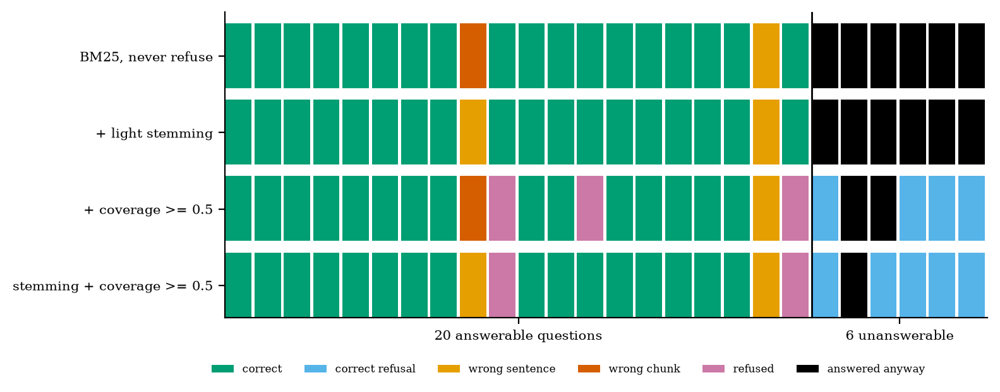 BM25, never refuse
+ light stemming
+ coverage >= 0.5
stemming + coverage >= 0.5
20 answerable questions
6 unanswerable
correct
correct refusal
wrong sentence
wrong chunk
refused
answered anyway